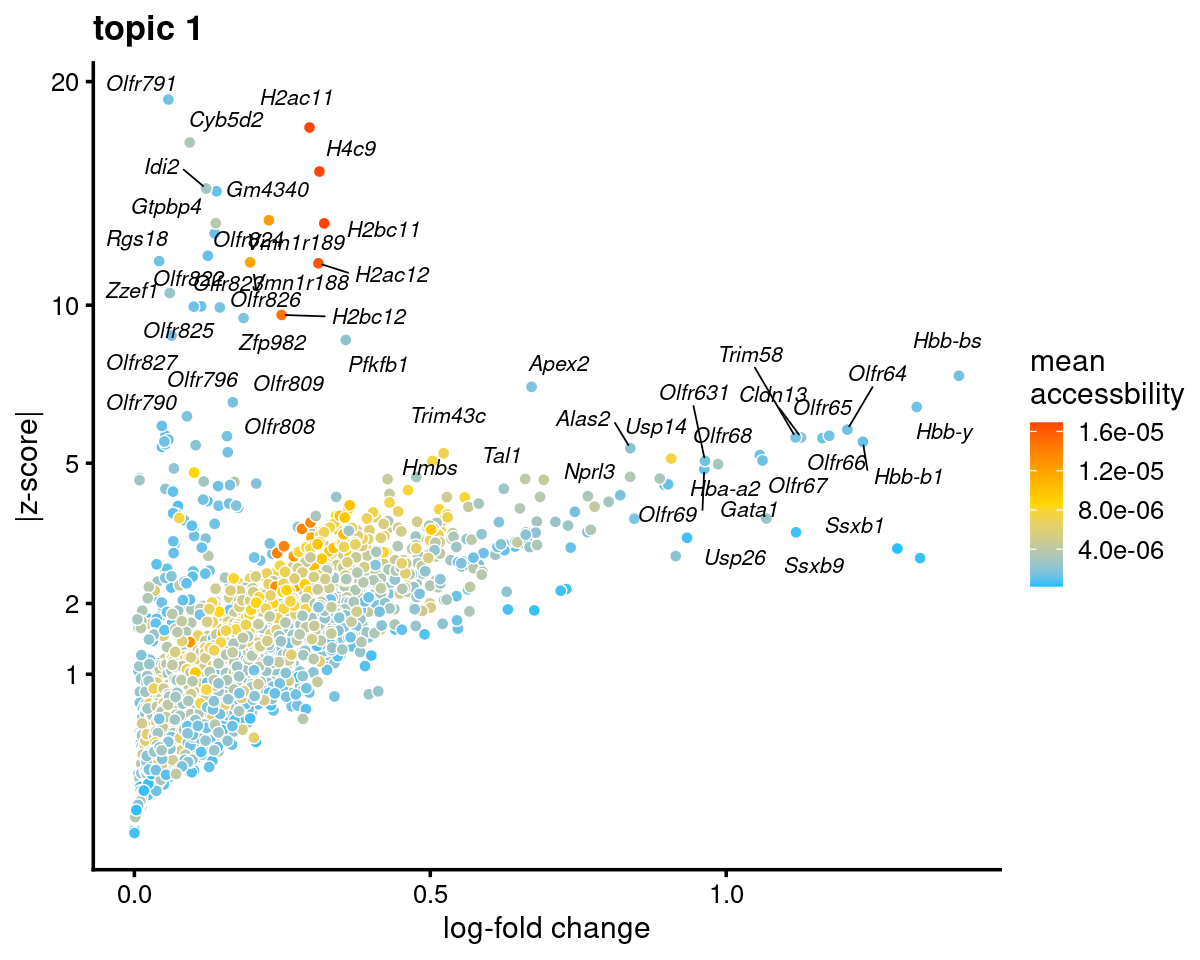 topic 1
20
Olfr791
H2ac11
Cyb5d2
H4c9
Idi2
Gm4340
Gtpbp4
H2bc11
Rgs18
Olfr824
Vmn1r189
H2ac12
Olfr822
Olfr823
Vmn1r188
Zzef1
Olfr826
10
H2bc12
Olfr825
Zfp982
Hbb-bs
Trim58
Olfr827
Pfkfb1
Apex2
Olfr64
Olfr796
Olfr809
Olfr631
Cldn13
Olfr790
Olfr65
Trim43c
Alas2
Usp14
Olfr808
Olfr68
Hbb-y
Tal1
5
Hmbs
Nprl3
Olfr66
Hbb-b1
Hba-a2
Olfr67
Olfr69
Gata1
Ssxb1
Usp26
Ssxb9
2
1
|z-score|
0.0
0.5
1.0
log-fold change
mean
accessbility
1.6e-05
1.2e-05
8.0e-06
4.0e-06